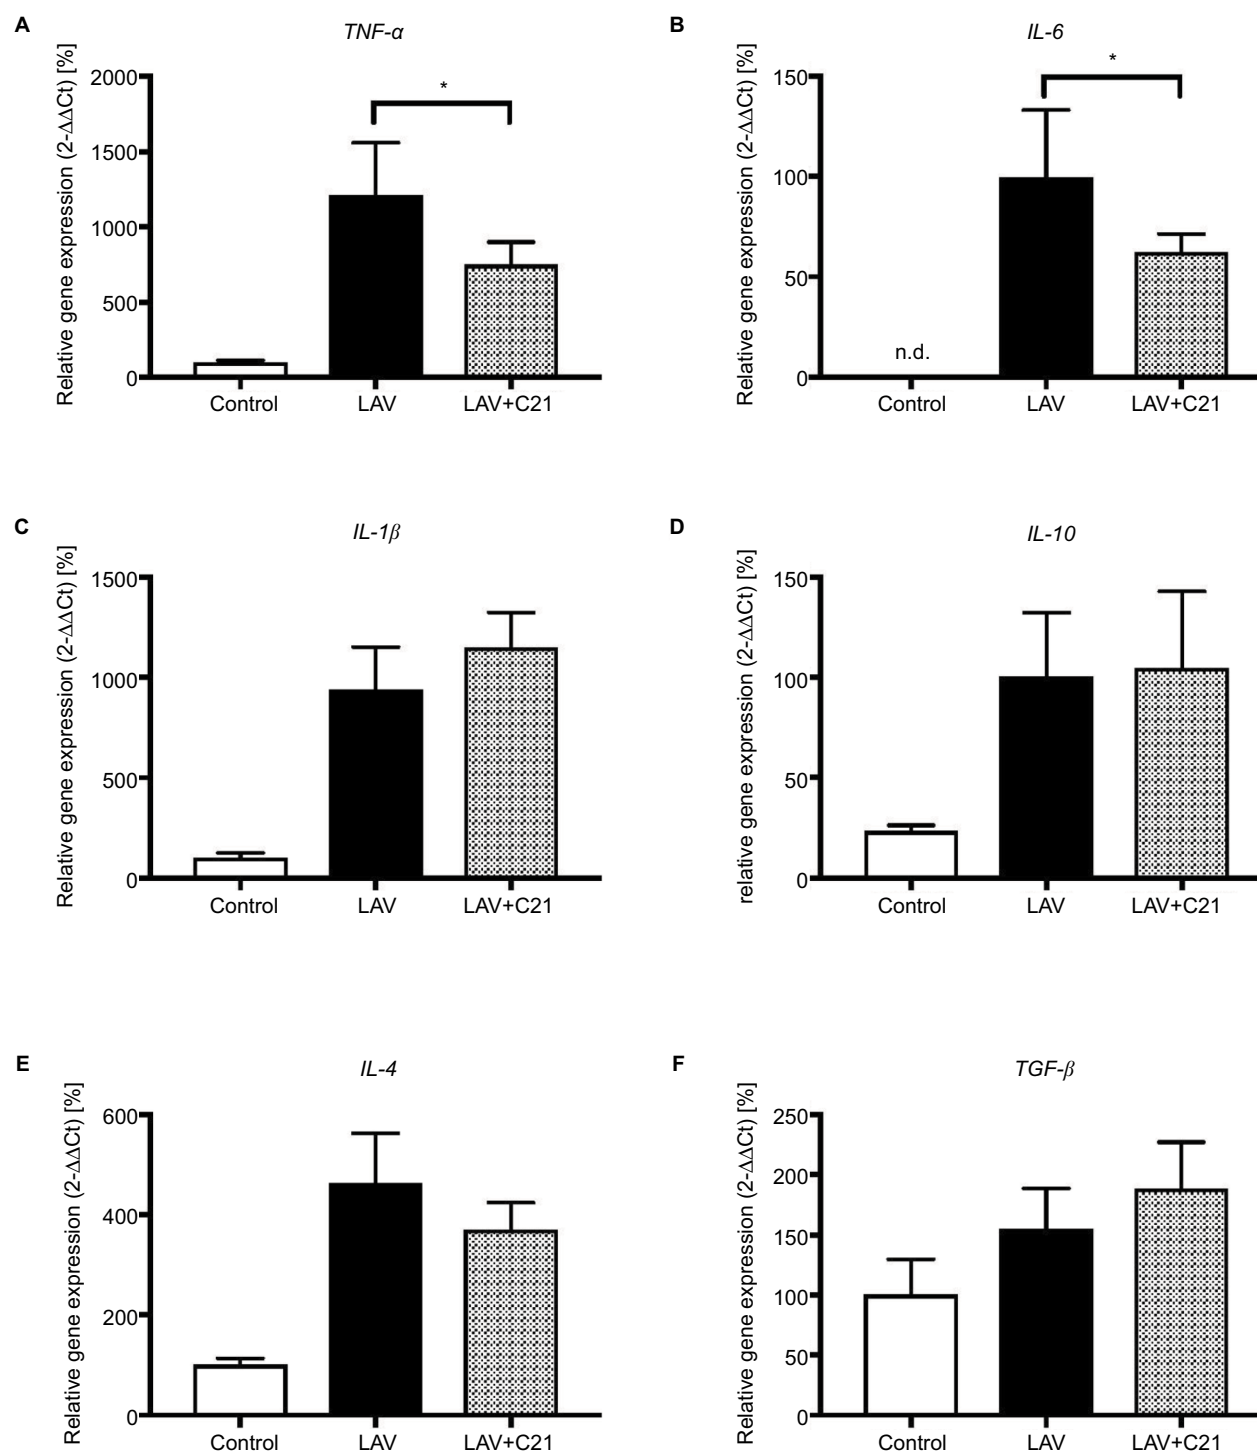 A
TNF-α
Relative gene expression (2-ΔΔCt) [%]
2000
1500
1000
500
0
*
Control LAV LAV+C21
B
IL-6
Relative gene expression (2-ΔΔCt) [%]
150
100
50
0
*
n.d.
Control LAV LAV+C21
C
IL-1β
Relative gene expression (2-ΔΔCt) [%]
1500
1000
500
0
Control LAV LAV+C21
D
IL-10
relative gene expression (2-ΔΔCt) [%]
150
100
50
0
Control LAV LAV+C21
E
IL-4
Relative gene expression (2-ΔΔCt) [%]
600
400
200
0
Control LAV LAV+C21
F
TGF-β
Relative gene expression (2-ΔΔCt) [%]
250
200
150
100
50
0
Control LAV LAV+C21